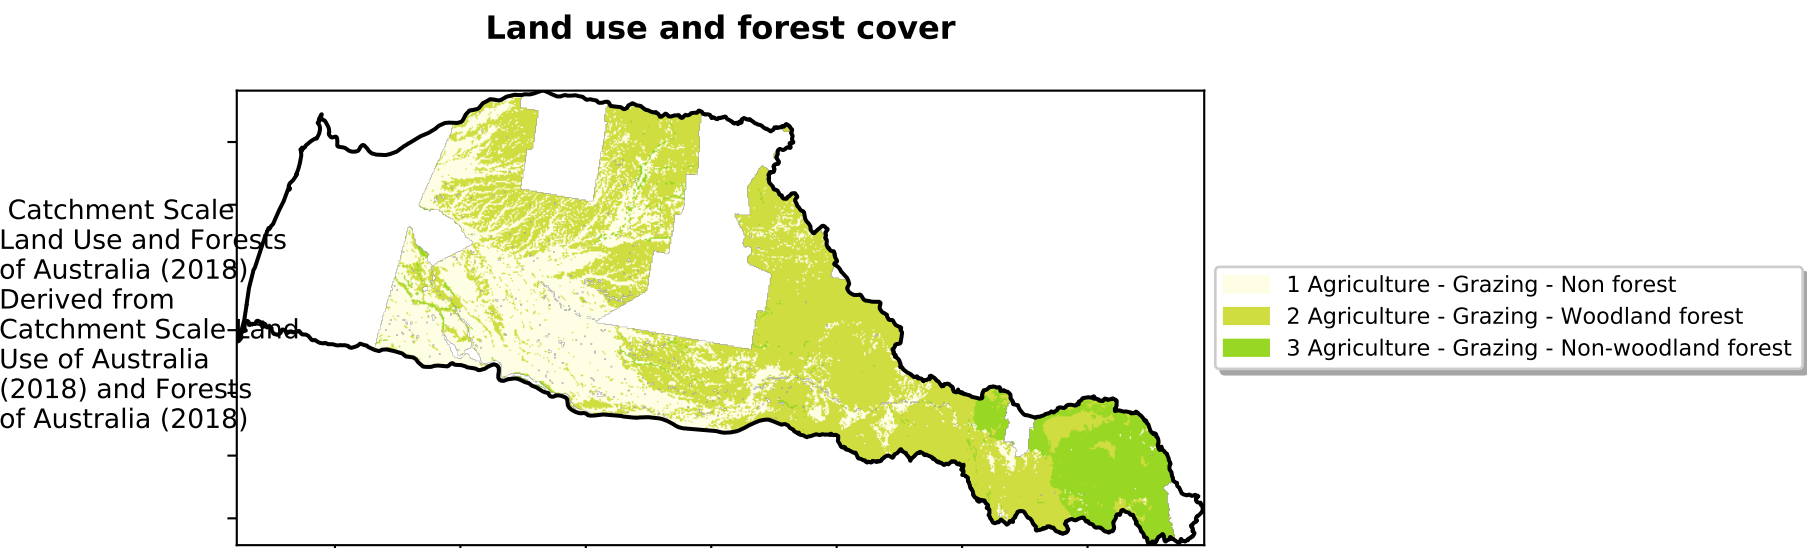 Land use and forest cover
Catchment Scale
Land Use and Forests
of Australia (2018)
Derived from
Catchment Scale Land
Use of Australia
(2018) and Forests
of Australia (2018)
1 Agriculture - Grazing - Non forest
2 Agriculture - Grazing - Woodland forest
3 Agriculture - Grazing - Non-woodland forest